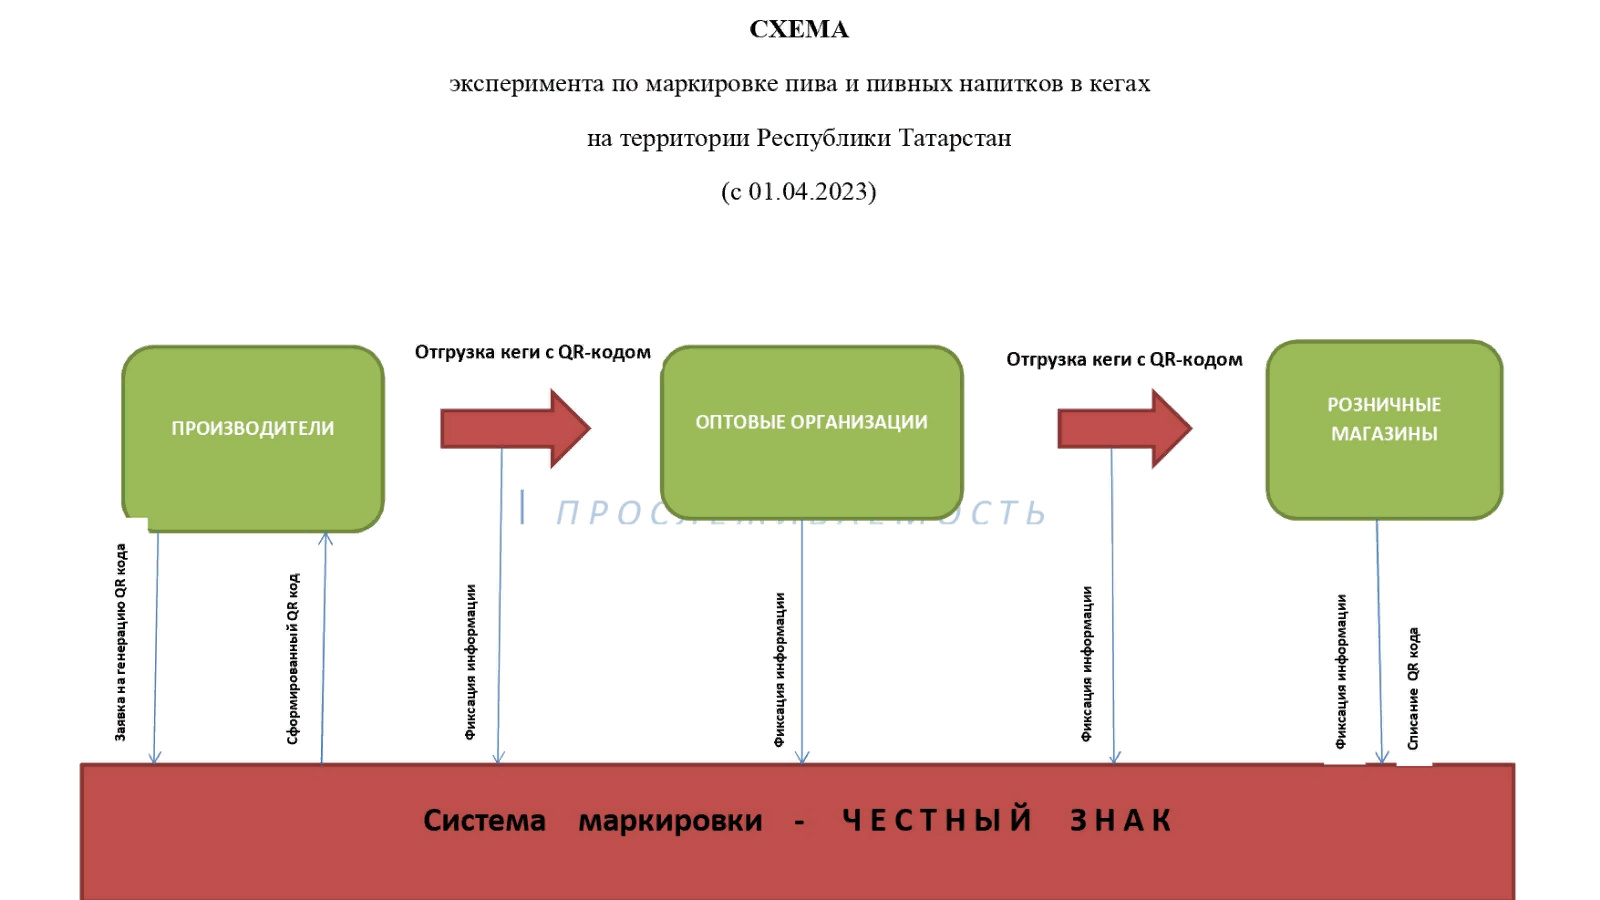 СХЕМА
эксперимента по маркировке пива и пивных напитков в кегах
на территории Республики Татарстан
(с 01.04.2023)
Отгрузка кеги с QR-кодом
Отгрузка кеги с QR-кодом
ПРОИЗВОДИТЕЛИ
ОПТОВЫЕ ОРГАНИЗАЦИИ
РОЗНИЧНЫЕ
МАГАЗИНЫ
ПРОСЛЕЖИВАЕМОСТЬ
Заявка на генерацию QR кода
Сформированный QR код
Фиксация информации
Фиксация информации
Фиксация информации
Фиксация информации
Списание QR кода
Система маркировки - ЧЕСТНЫЙ ЗНАК